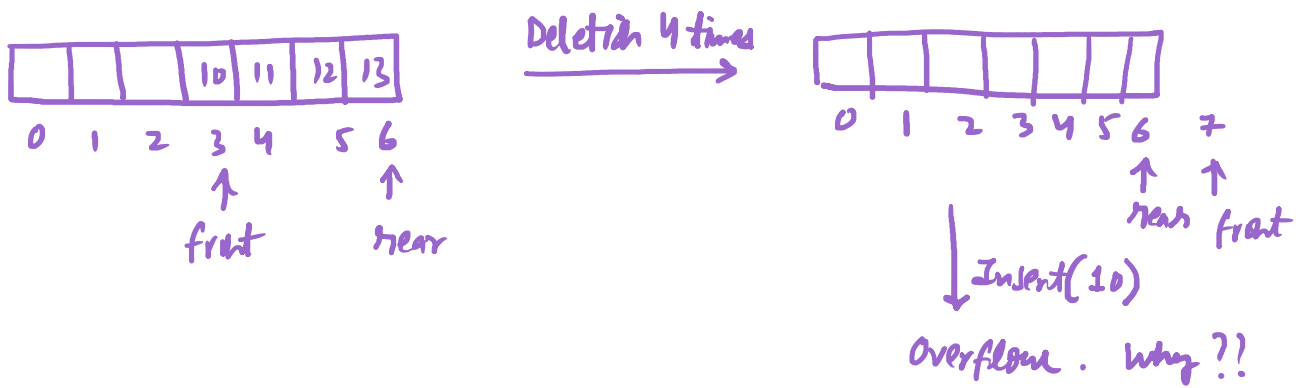 Deletion 4 times
10 11 12 13
0 1 2 3 4 5 6
front rear
0 1 2 3 4 5 6 7
rear front
Insert(10)
Overflow. Why??